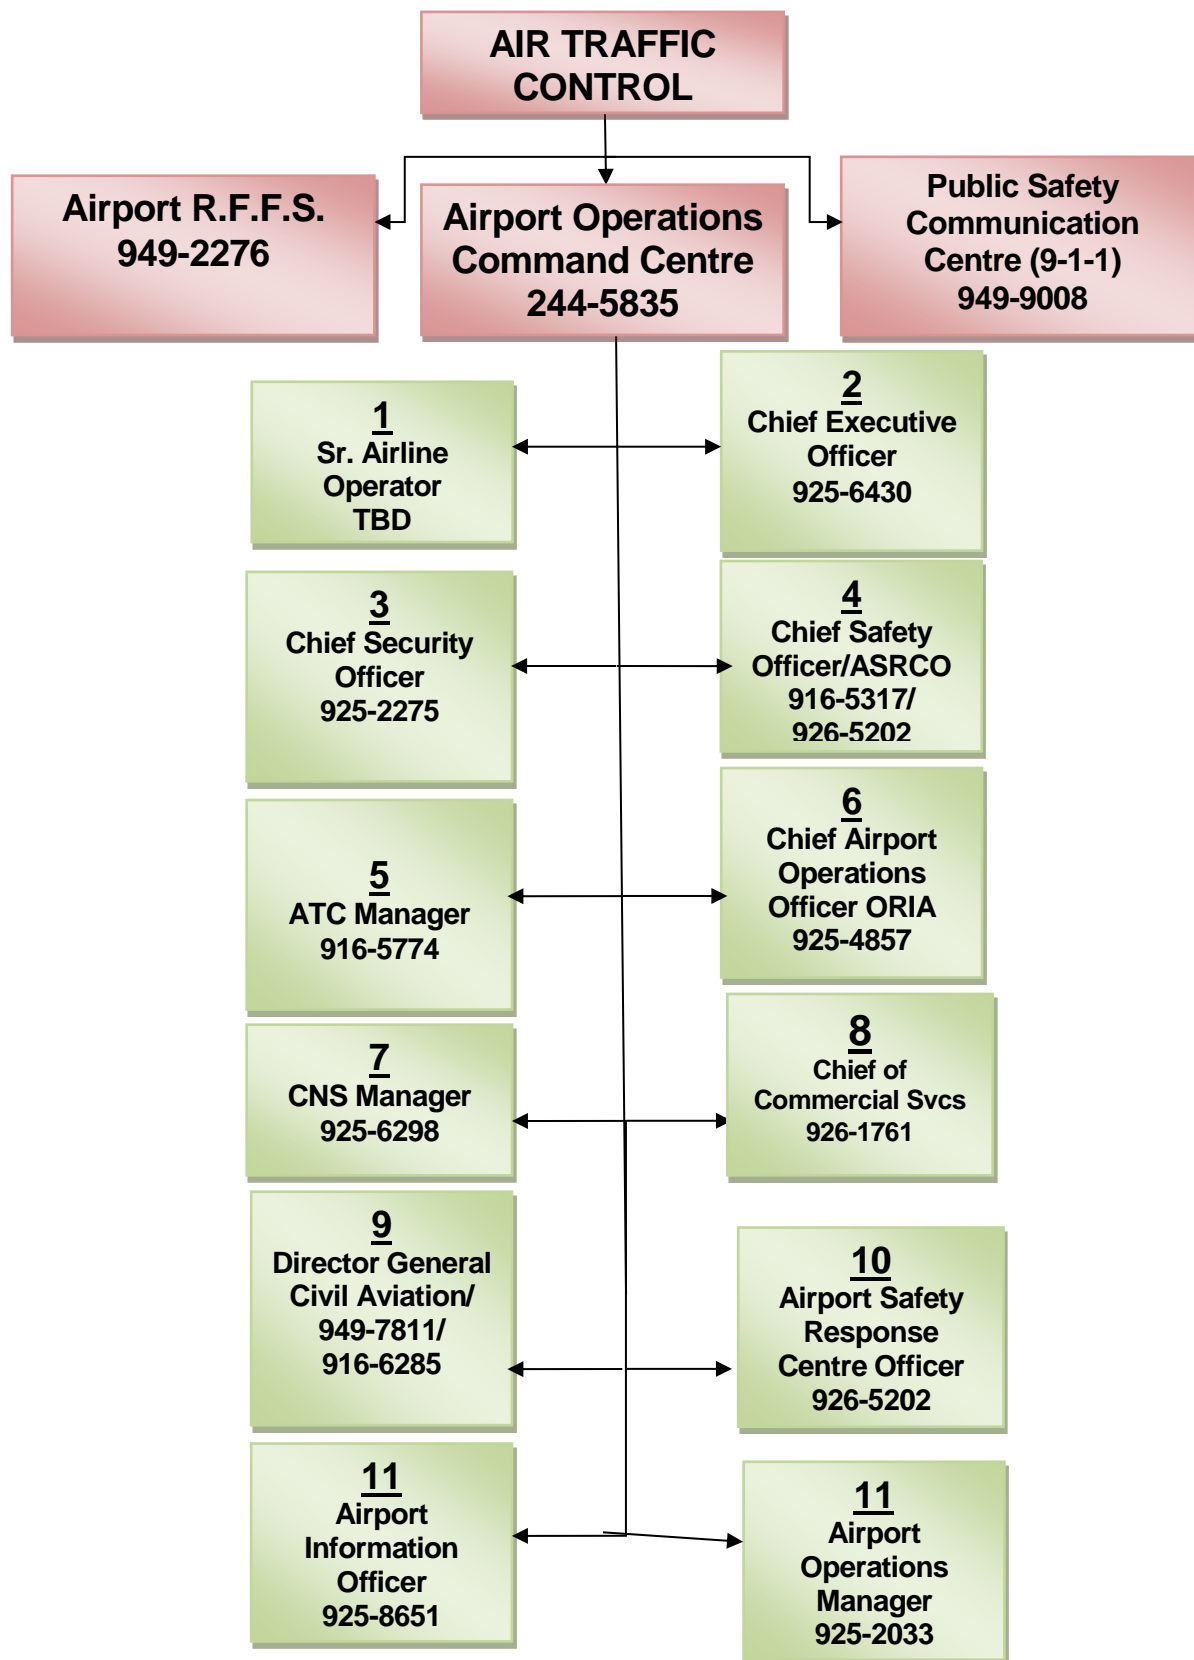 AIR TRAFFIC
CONTROL
Airport R.F.F.S.
949-2276
Airport Operations
Command Centre
244-5835
Public Safety
Communication
Centre (9-1-1)
949-9008
1
Sr. Airline
Operator
TBD
2
Chief Executive
Officer
925-6430
3
Chief Security
Officer
925-2275
4
Chief Safety
Officer/ASRCO
916-5317/
926-5202
5
ATC Manager
916-5774
6
Chief Airport
Operations
Officer ORIA
925-4857
7
CNS Manager
925-6298
8
Chief of
Commercial Svcs
926-1761
9
Director General
Civil Aviation/
949-7811/
916-6285
10
Airport Safety
Response
Centre Officer
926-5202
11
Airport
Information
Officer
925-8651
11
Airport
Operations
Manager
925-2033